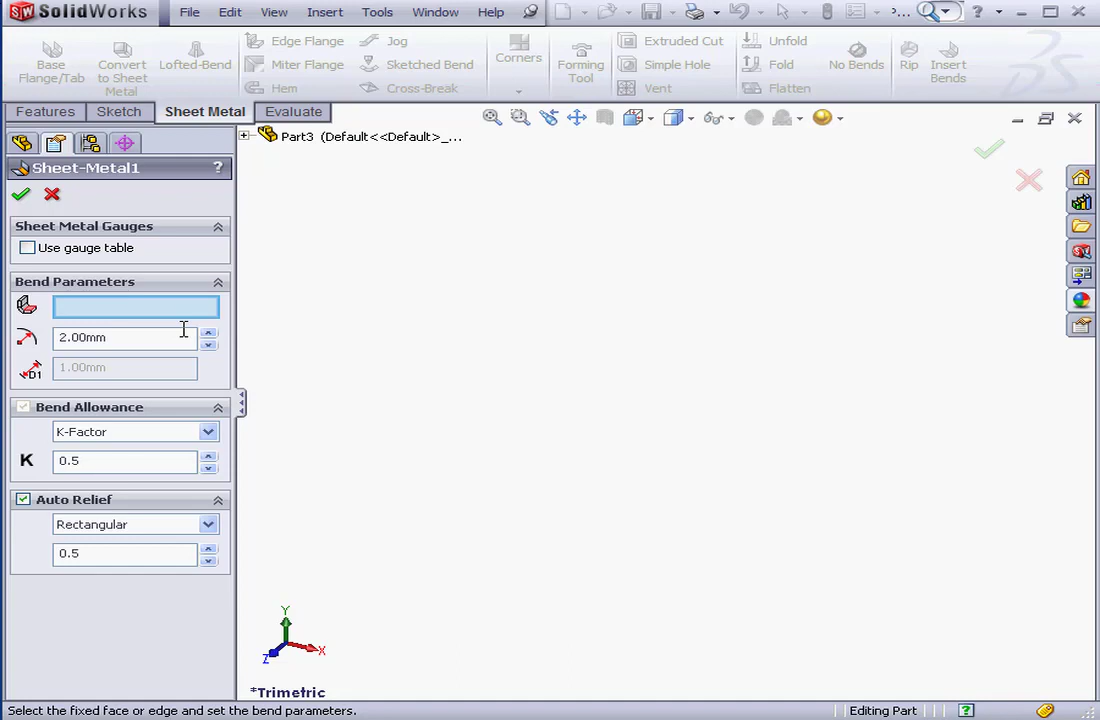 SolidWorks File Edit View Insert Tools Window Help
Base Flange/Tab
Convert to Sheet Metal
Lofted-Bend
Edge Flange
Miter Flange
Hem
Jog
Sketched Bend
Cross-Break
Corners
Forming Tool
Extruded Cut
Simple Hole
Vent
Unfold
Fold
Flatten
No Bends
Rip
Insert Bends
Features Sketch Sheet Metal Evaluate
Part3 (Default<<Default>_...
Sheet-Metal1 ?
Sheet Metal Gauges
Use gauge table
Bend Parameters
2.00mm
D1 1.00mm
Bend Allowance
K-Factor
K 0.5
Auto Relief
Rectangular
0.5
Y
X
Z
*Trimetric
Select the fixed face or edge and set the bend parameters.
Editing Part